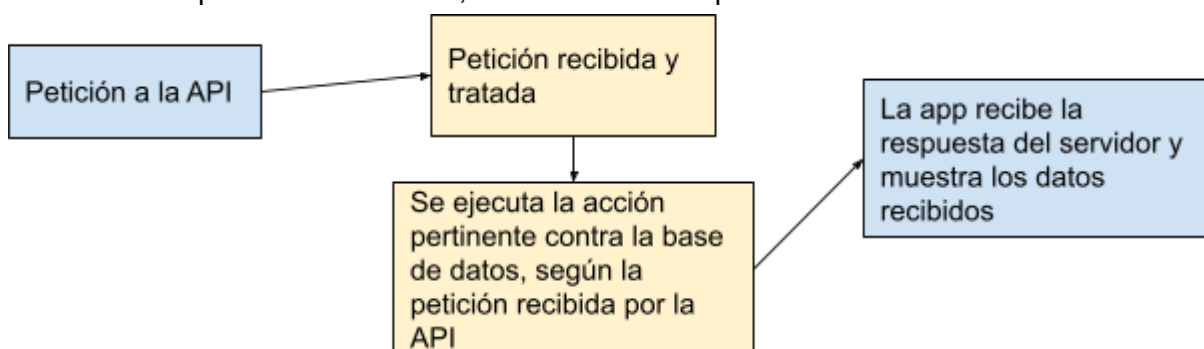 Petición a la API
Petición recibida y
tratada
Se ejecuta la acción
pertinente contra la base
de datos, según la
petición recibida por la
API
La app recibe la
respuesta del servidor y
muestra los datos
recibidos